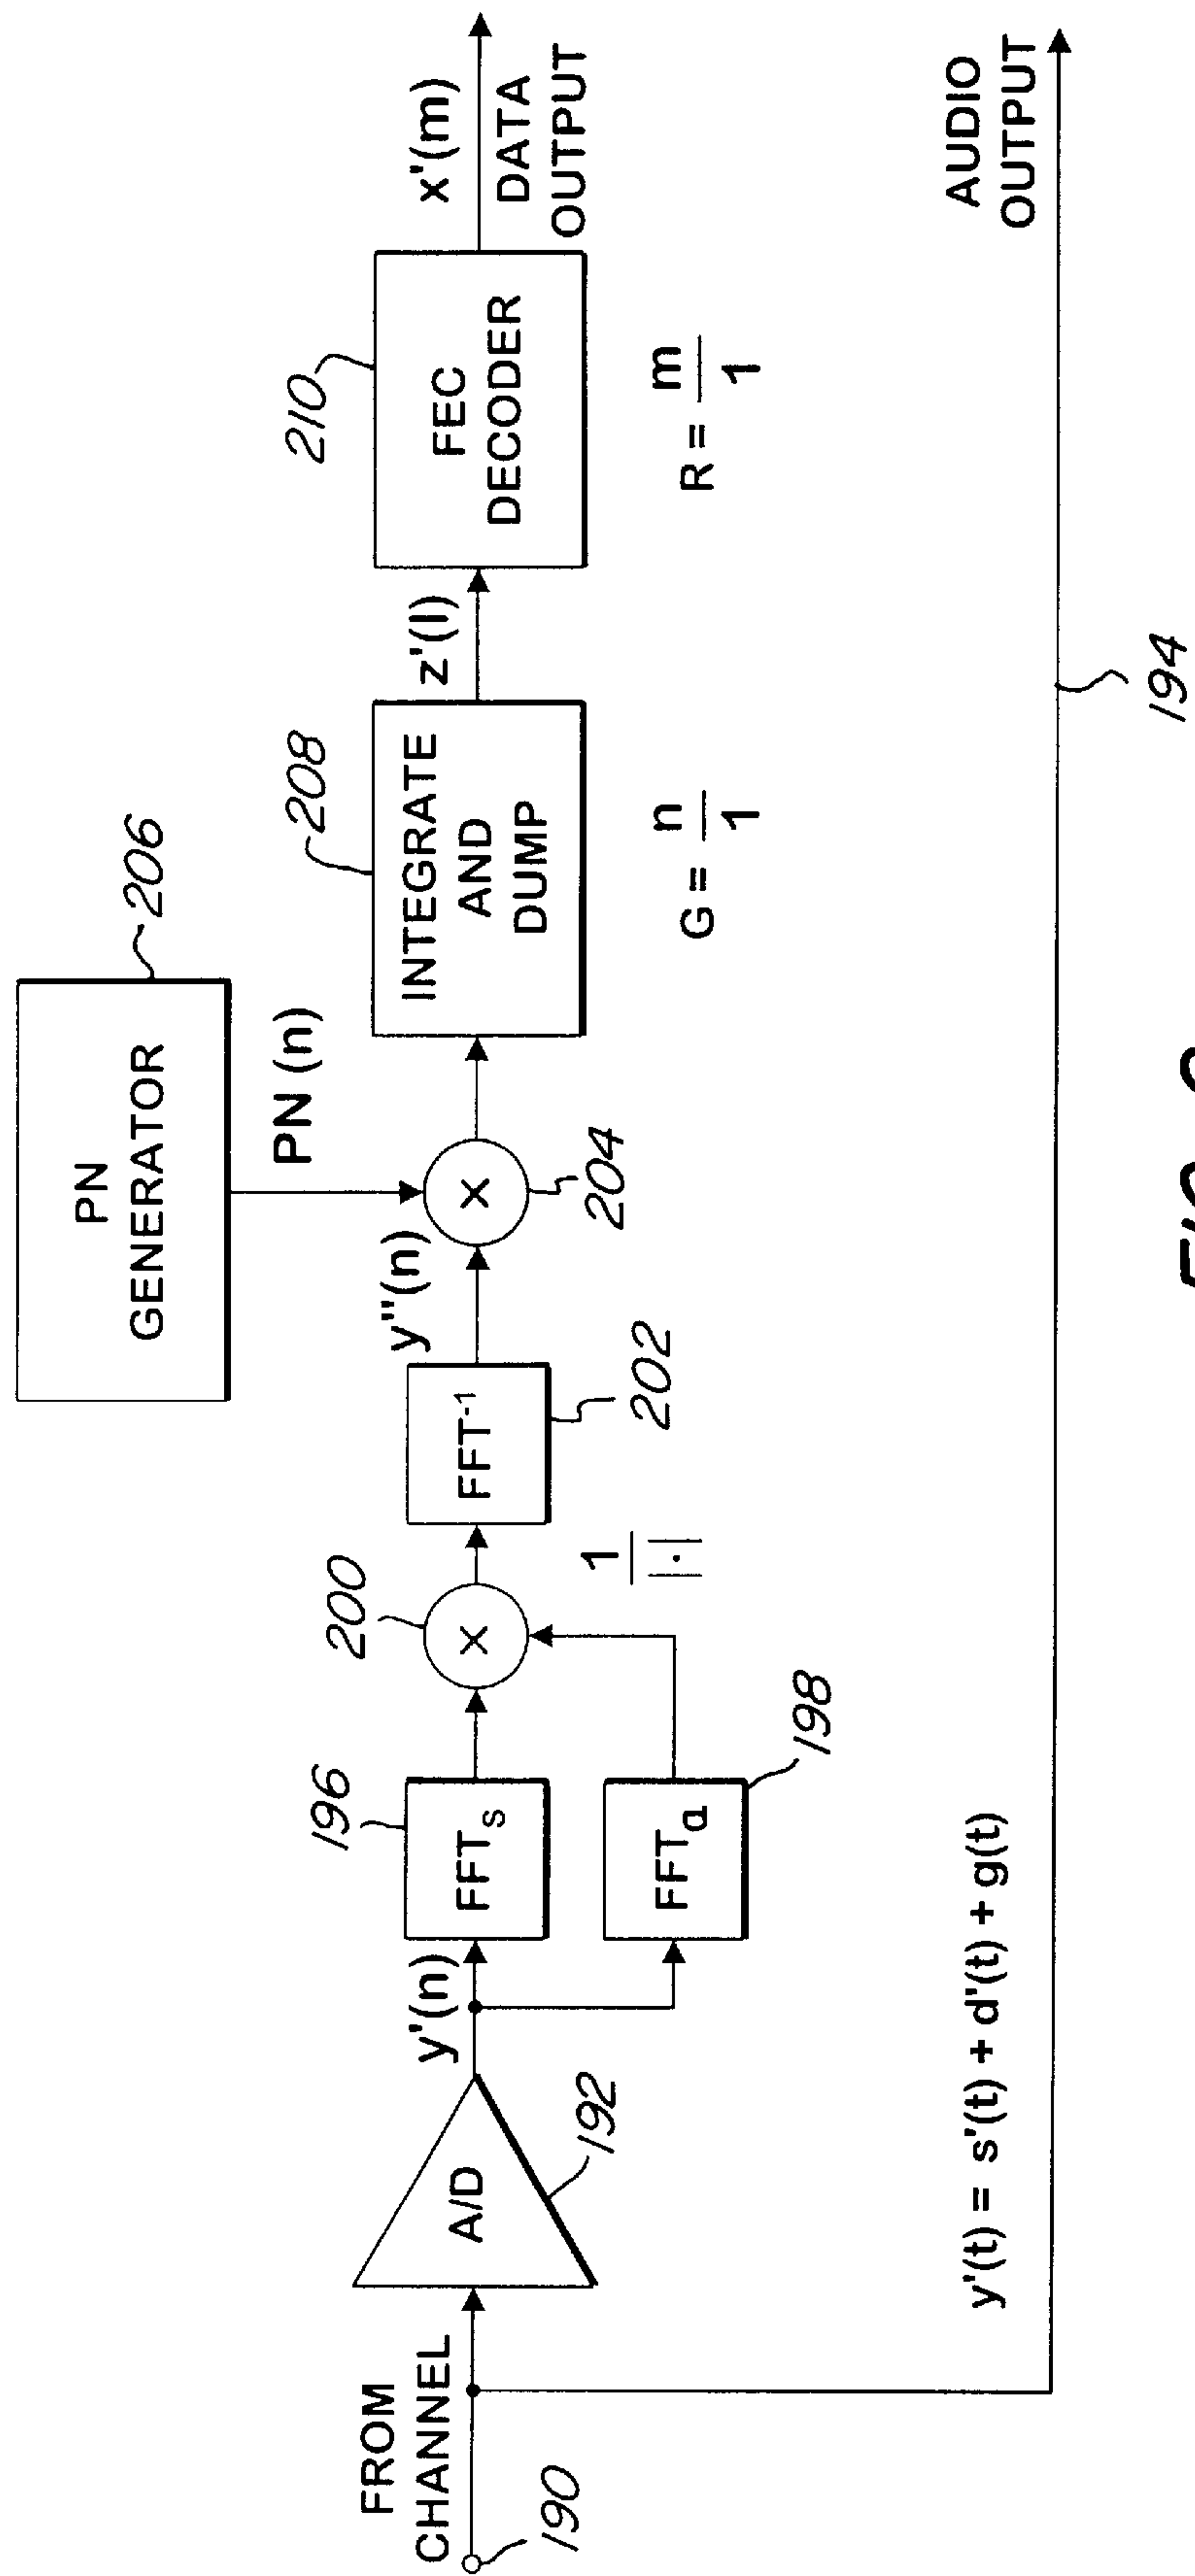 FROM
CHANNEL
190
A/D
192
y'(n)
FFTs
196
FFTa
198
x
200
1
|·|
FFT-1
202
y''(n)
x
204
PN
GENERATOR
206
PN (n)
INTEGRATE
AND
DUMP
208
G = n
1
z'(l)
FEC
DECODER
210
R = m
1
x'(m)
DATA
OUTPUT
y'(t) = s'(t) + d'(t) + g(t)
194
AUDIO
OUTPUT
FIG.